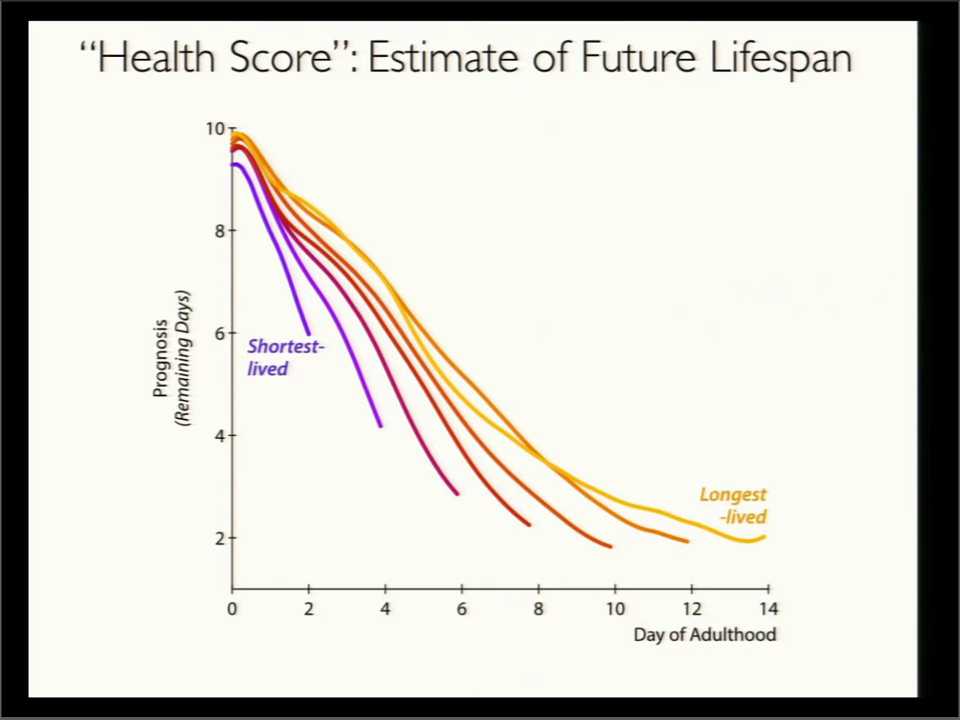 “Health Score”: Estimate of Future Lifespan
10
8
6
4
2
Prognosis
(Remaining Days)
Shortest-
lived
Longest
-lived
0 2 4 6 8 10 12 14
Day of Adulthood